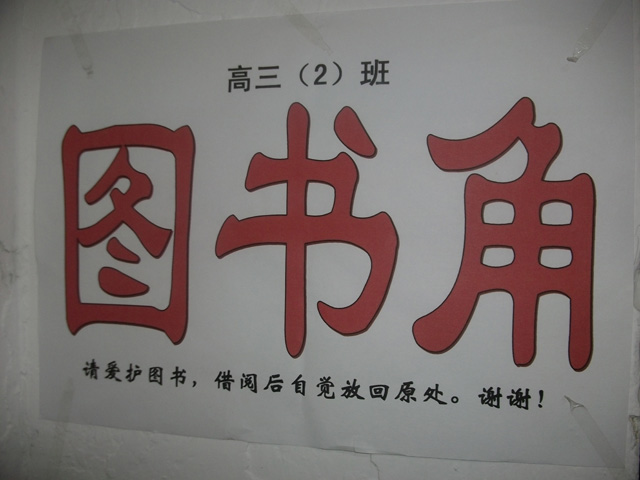 高三（2）班
图书角
请爱护图书，借阅后自觉放回原处。谢谢！